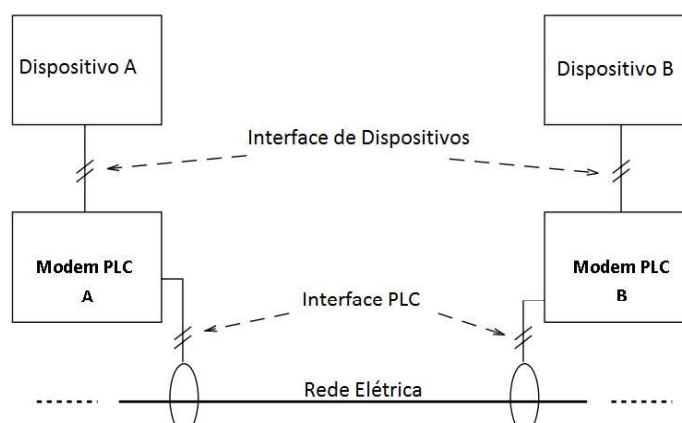 Dispositivo A
Dispositivo B
Interface de Dispositivos
Modem PLC
A
Modem PLC
B
Interface PLC
Rede Elétrica